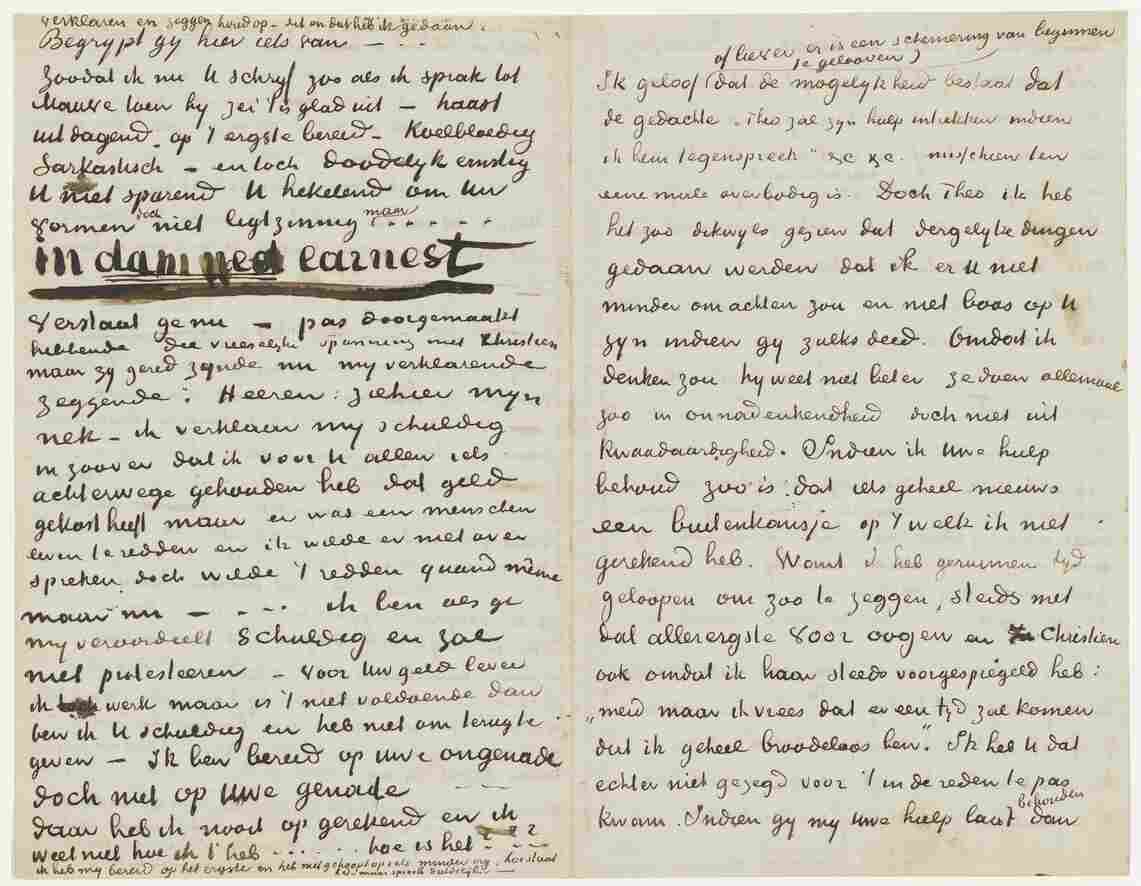 verklaren en zeggen houd op – dit en dat heb ik gedaan.
Begrypt gy hier iets van – – . .
Zoodat ik nu U schryf zoo als ik sprak tot
Mauve toen hy zei 't is glad uit – haast
uitdagend. op 't ergste bereid – Koelbloedig
Sarkastisch – en toch doodelyk ernstig
U niet sparend U hekelend om Uw
vormen doch niet ligtzinnig maar . . . . .
in damned earnest
Verstaat ge nu – pas doorgemaakt
hebbende die vreeselyke spanning met Christien
maar zy gered zynde nu my verklarende
zeggende: Heeren: ziehier myn
nek – ik verklaar my schuldig
in zoover dat ik voor U allen iets
achterwege gehouden heb dat geld
gekost heeft maar er was een menschen
leven te redden en ik wilde er niet over
spreken doch wilde 't redden quand même
maar nu – – . . . ik ben als ge
my veroordeelt Schuldig en zal
niet protesteeren – voor Uw geld lever
ik werk maar is 't niet voldoende dan
ben ik U schuldig en heb niet om terug te
geven – Ik ben bereid op uwe ongenade
doch niet op Uwe genade
daar heb ik nooit op gerekend en ik
weet niet hoe ik 't heb . . . . . . hoe is het . ? ?
ik heb my bereid op het ergste en heb niet gehoopt op iets minder erg. hoe staat
het maar spreek duidelyk. –
of liever er is een schemering van beginnen
te gelooven)
Ik geloof (dat de mogelykheid bestaat dat
de gedachte "Theo zal zyn hulp intrekken indien
ik hem tegenspreek" &c &c. misschien ten
eene male overbodig is. Doch Theo ik heb
het zoo dikwyls gezien dat dergelyke dingen
gedaan werden dat ik er U niet
minder om achten zou en niet boos op U
zyn indien gy zulks deed. Omdat ik
denken zou hy weet niet beter ze doen allemaal
zoo in onnadenkendheid doch niet uit
kwaadaardigheid. Indien ik Uwe hulp
behoud zoo is dat iets geheel nieuws
een buitenkansje op 't welk ik niet
gerekend heb. Want ik heb geruimen tyd
geloopen om zoo te zeggen, steeds met
dat allerergste voor oogen en Christien
ook omdat ik haar steeds voorgespiegeld heb:
„meid maar ik vrees dat er een tyd zal komen
dat ik geheel broodeloos ben". Ik heb U dat
echter niet gezegd voor 't in de reden te pas
kwam. Indien gy my Uwe hulp laat behouden dan